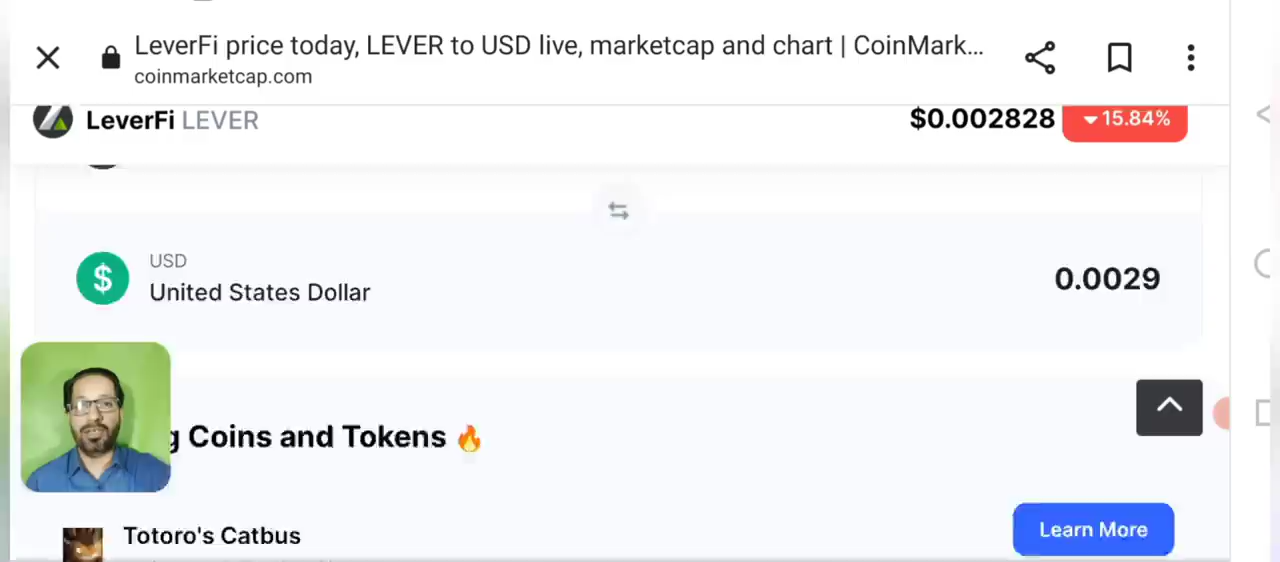 LeverFi price today, LEVER to USD live, marketcap and chart | CoinMark...
coinmarketcap.com
LeverFi LEVER
$0.002828
15.84%
USD
United States Dollar
0.0029
g Coins and Tokens 🔥
Totoro's Catbus
Learn More